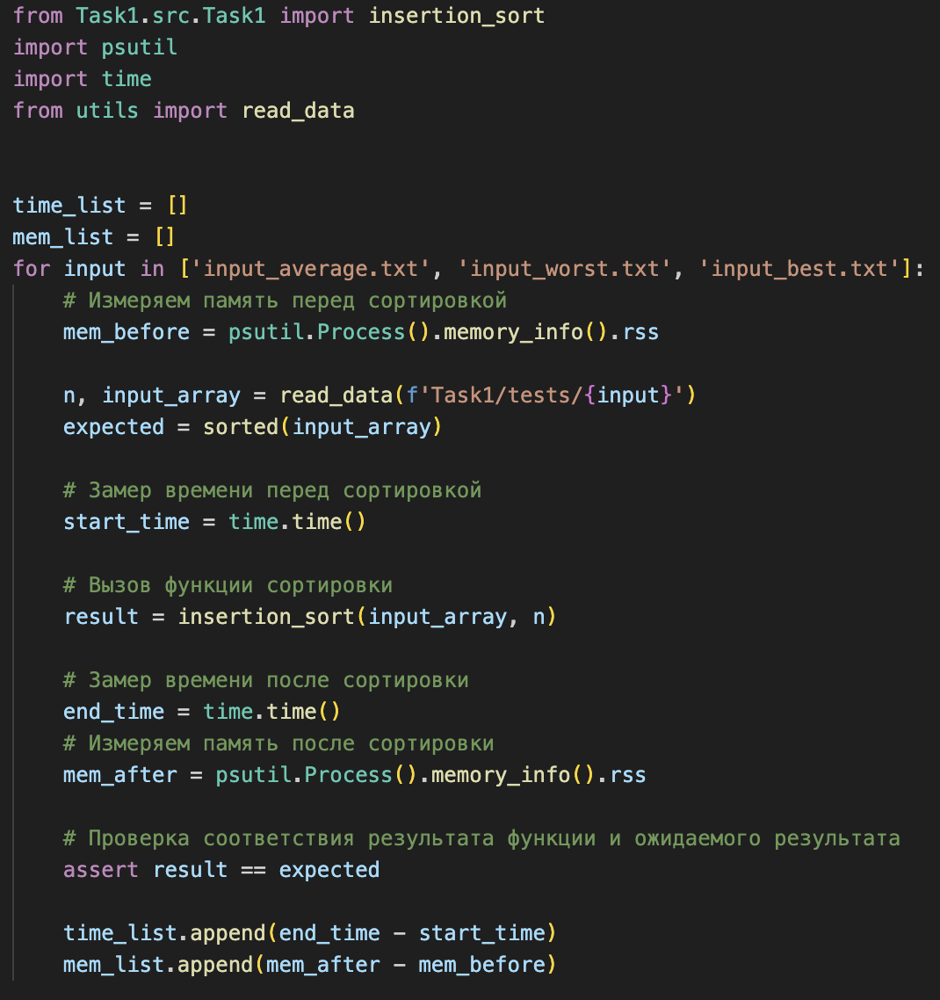 from Task1.src.Task1 import insertion_sort
import psutil
import time
from utils import read_data
time_list = []
mem_list = []
for input in ['input_average.txt', 'input_worst.txt', 'input_best.txt']:
    # Измеряем память перед сортировкой
    mem_before = psutil.Process().memory_info().rss
    n, input_array = read_data(f'Task1/tests/{input}')
    expected = sorted(input_array)
    # Замер времени перед сортировкой
    start_time = time.time()
    # Вызов функции сортировки
    result = insertion_sort(input_array, n)
    # Замер времени после сортировки
    end_time = time.time()
    # Измеряем память после сортировки
    mem_after = psutil.Process().memory_info().rss
    # Проверка соответствия результата функции и ожидаемого результата
    assert result == expected
    time_list.append(end_time - start_time)
    mem_list.append(mem_after - mem_before)